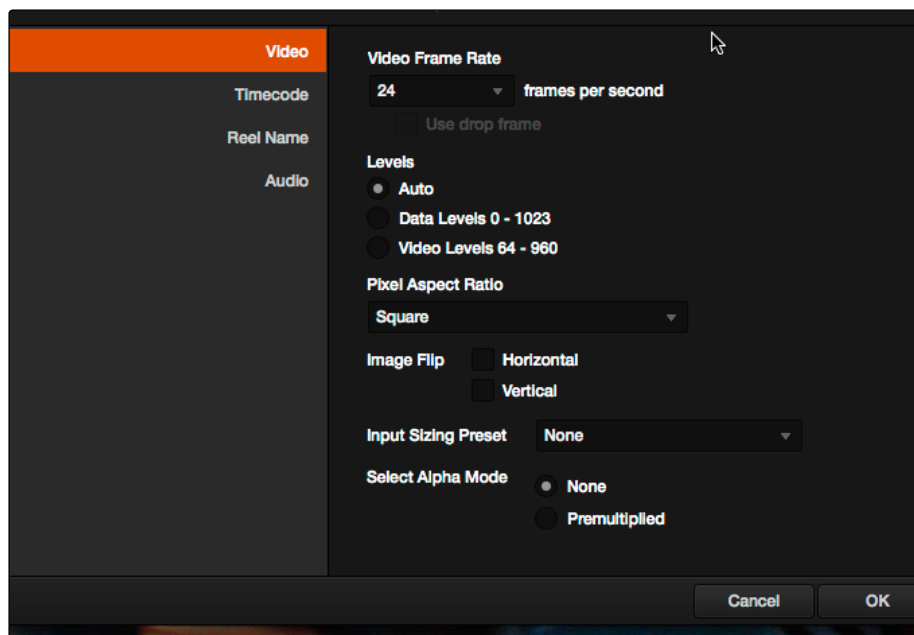 Video
Timecode
Reel Name
Audio
Video Frame Rate
24 frames per second
Use drop frame
Levels
Auto
Data Levels 0 - 1023
Video Levels 64 - 960
Pixel Aspect Ratio
Square
Image Flip Horizontal
Vertical
Input Sizing Preset None
Select Alpha Mode None
Premultiplied
Cancel OK